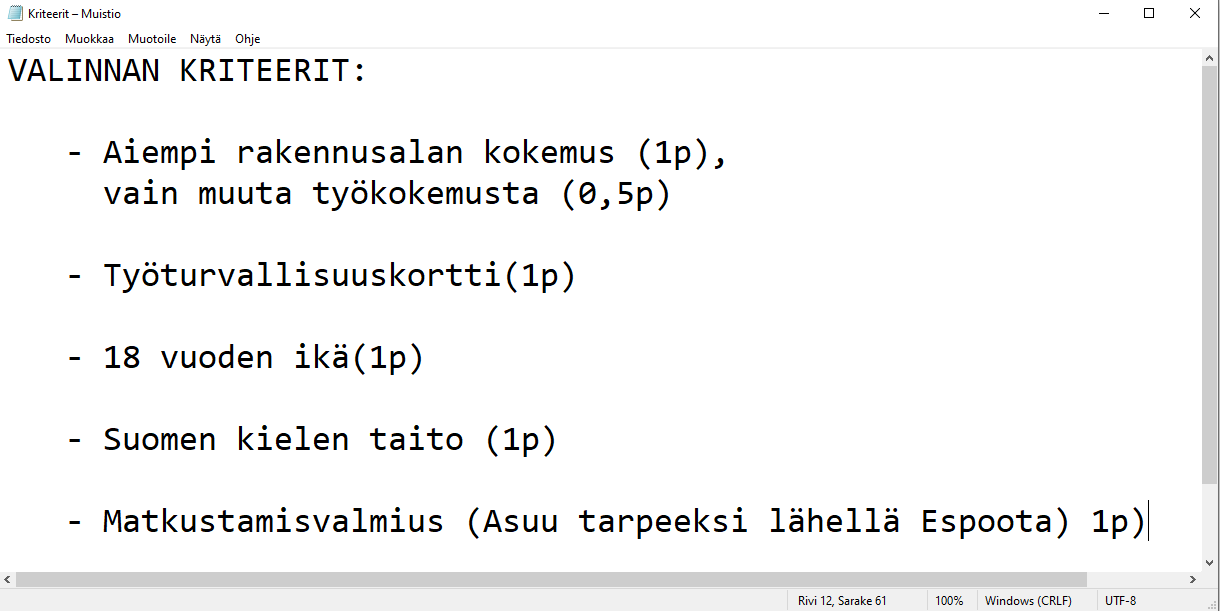 Kriteerit – Muistio
Tiedosto Muokkaa Muotoile Näytä Ohje
VALINNAN KRITEERIT:
- Aiempi rakennusalan kokemus (1p),
vain muuta työkokemusta (0,5p)
- Työturvallisuuskortti(1p)
- 18 vuoden ikä(1p)
- Suomen kielen taito (1p)
- Matkustamisvalmius (Asuu tarpeeksi lähellä Espoota) 1p)
Rivi 12, Sarake 61 100% Windows (CRLF) UTF-8